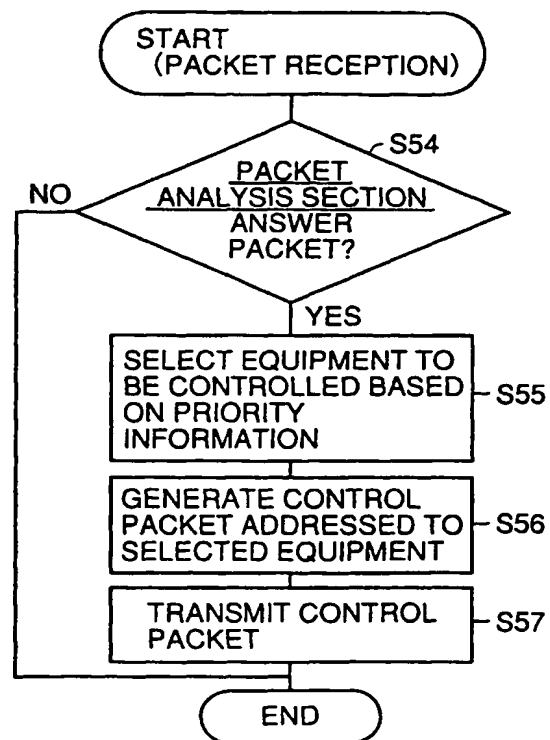 START
(PACKET RECEPTION)
S54
PACKET
ANALYSIS SECTION
ANSWER
PACKET?
NO
YES
SELECT EQUIPMENT TO
BE CONTROLLED BASED
ON PRIORITY
INFORMATION
S55
GENERATE CONTROL
PACKET ADDRESSED TO
SELECTED EQUIPMENT
S56
TRANSMIT CONTROL
PACKET
S57
END